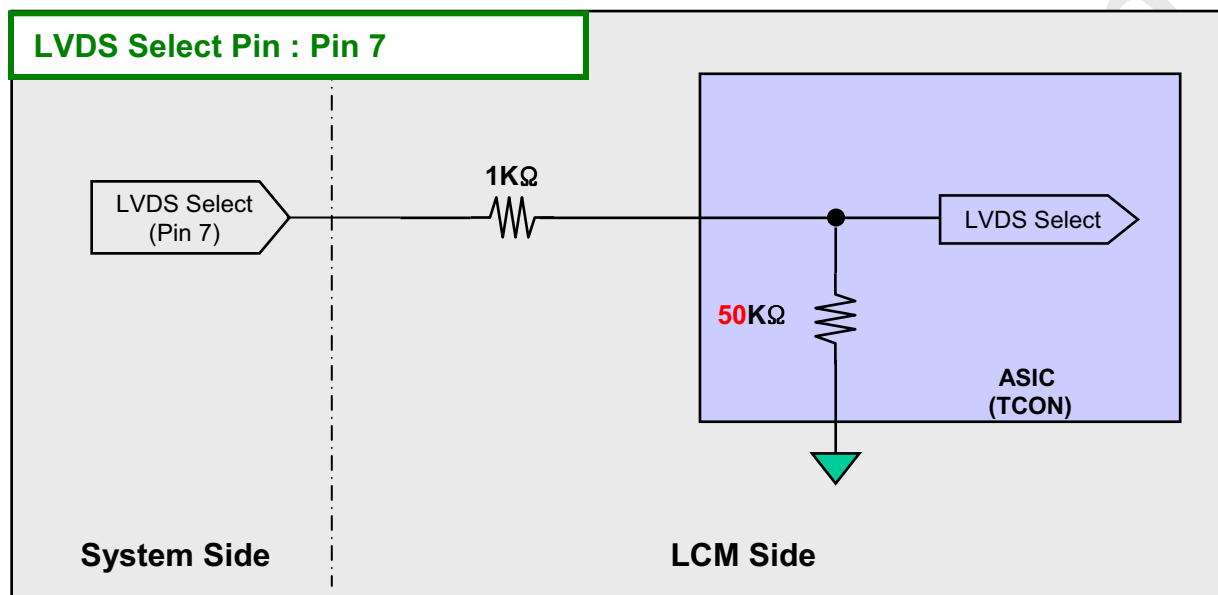 LVDS Select Pin : Pin 7
1KΩ
LVDS Select
(Pin 7)
LVDS Select
50KΩ
ASIC
(TCON)
System Side
LCM Side